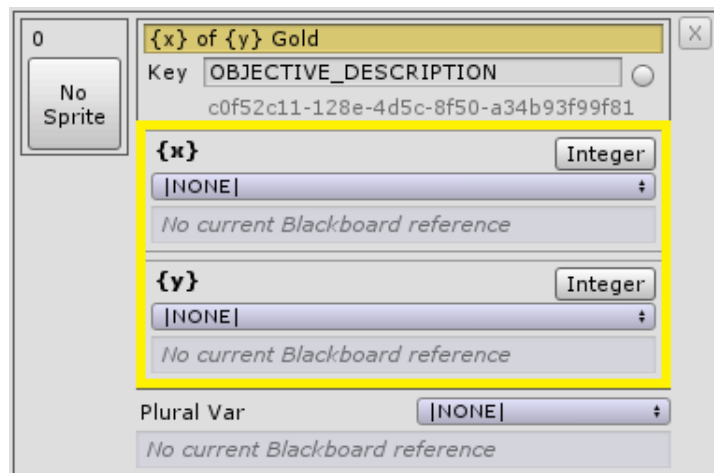 0
No
Sprite
{x} of {y} Gold
X
Key OBJECTIVE_DESCRIPTION
c0f52c11-128e-4d5c-8f50-a34b93f99f81
{x} Integer
|NONE|
No current Blackboard reference
{y} Integer
|NONE|
No current Blackboard reference
Plural Var |NONE|
No current Blackboard reference